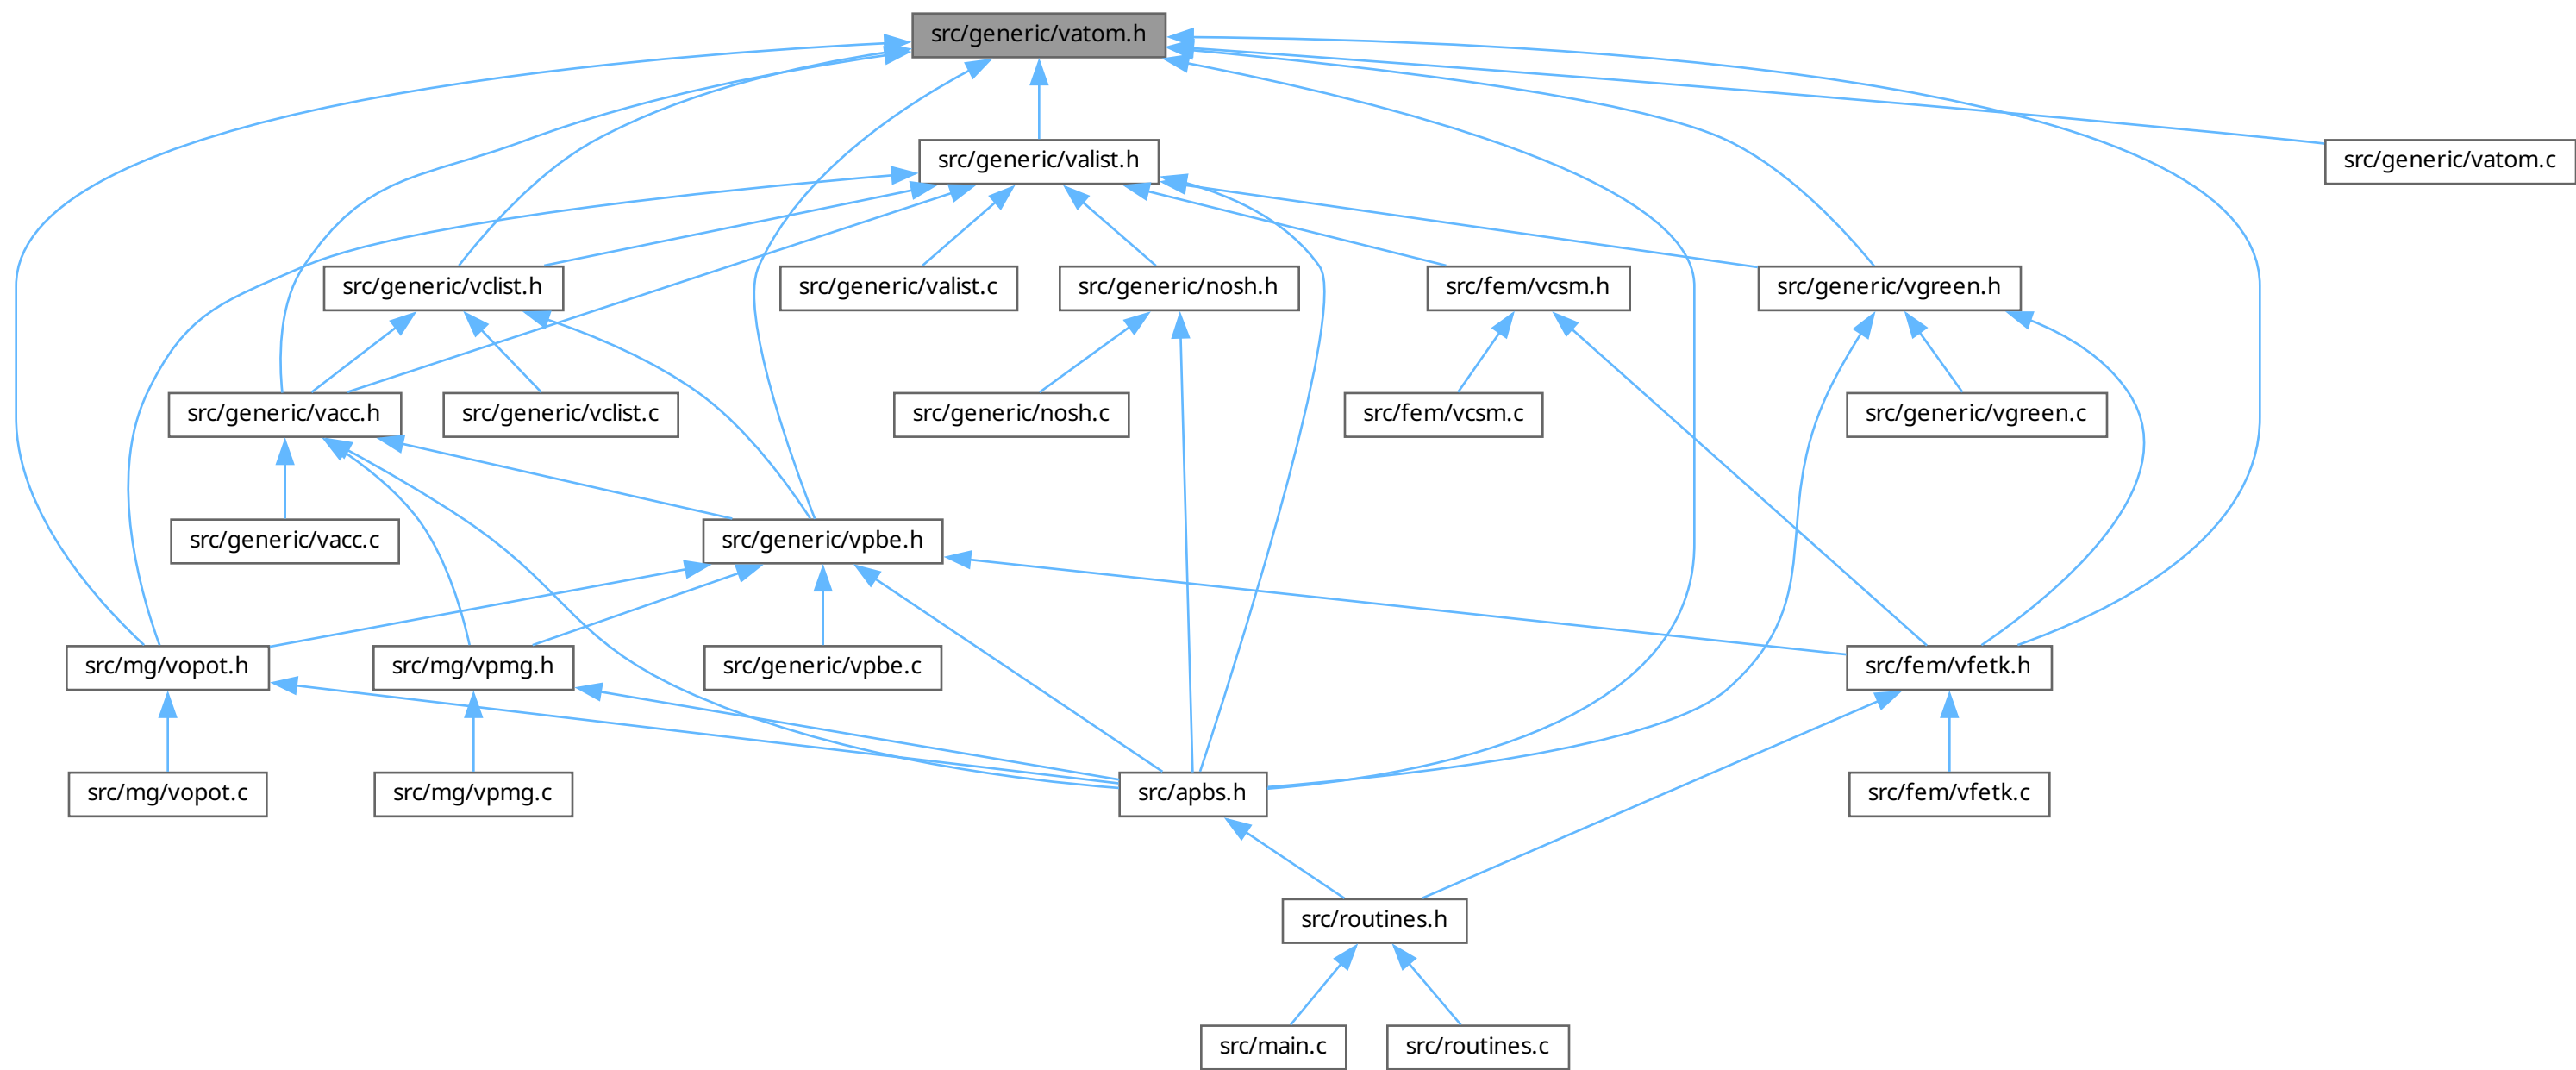 src/generic/vatom.h
src/generic/valist.h
src/generic/vatom.c
src/generic/vclist.h
src/generic/valist.c
src/generic/nosh.h
src/fem/vcsm.h
src/generic/vgreen.h
src/generic/vacc.h
src/generic/vclist.c
src/generic/nosh.c
src/fem/vcsm.c
src/generic/vgreen.c
src/generic/vacc.c
src/generic/vpbe.h
src/mg/vopot.h
src/mg/vpmg.h
src/generic/vpbe.c
src/fem/vfetk.h
src/mg/vopot.c
src/mg/vpmg.c
src/apbs.h
src/fem/vfetk.c
src/routines.h
src/main.c
src/routines.c